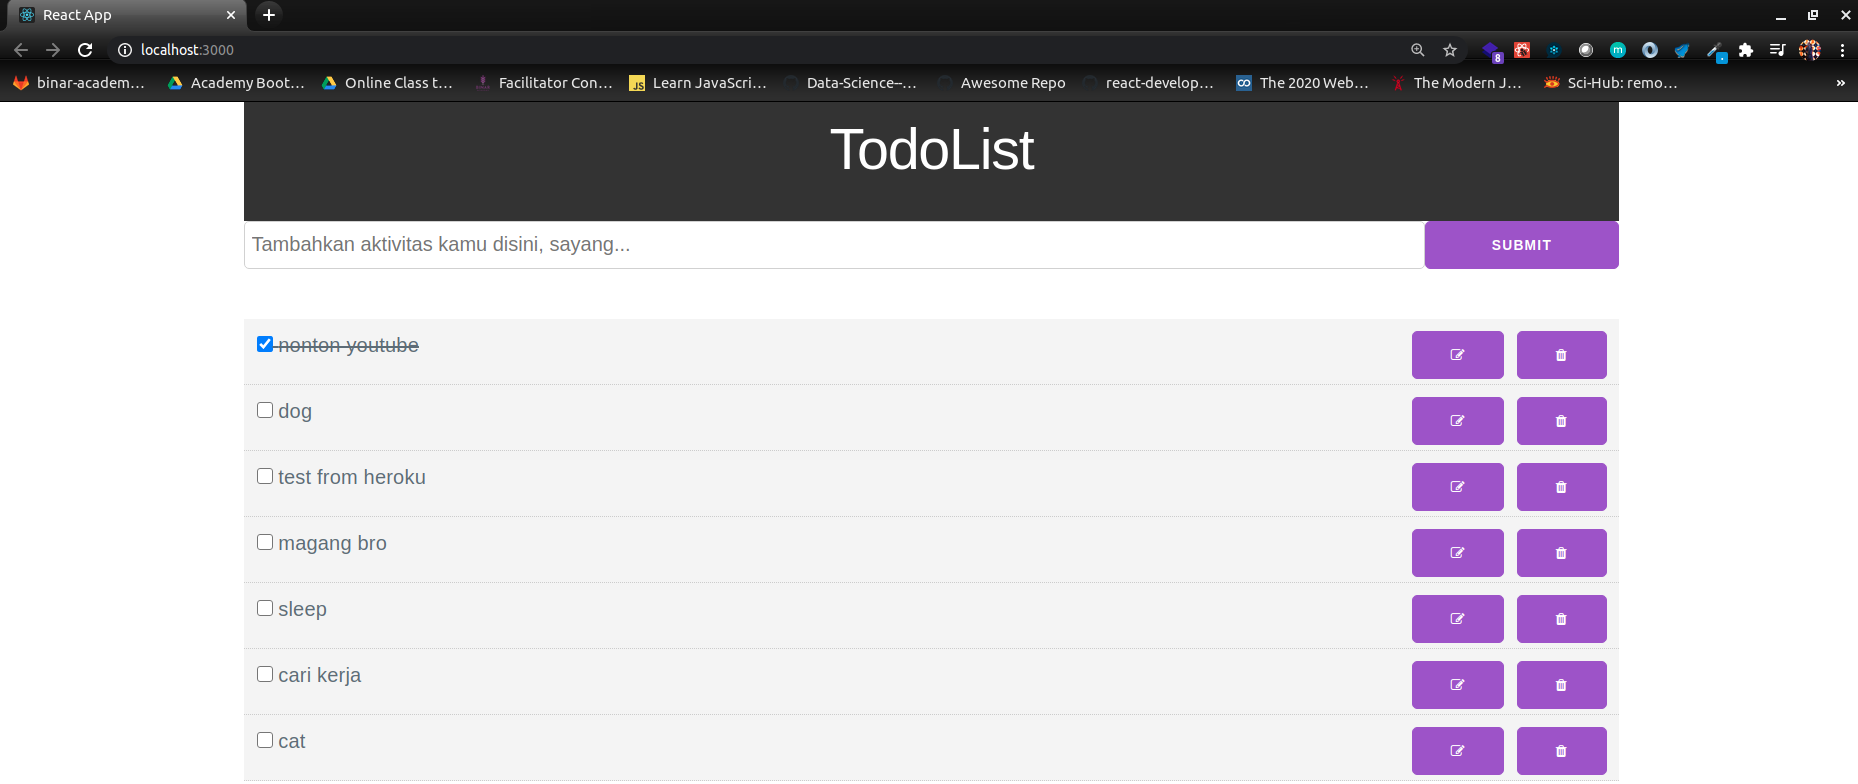 React App
localhost:3000
8
m
binar-academ...
Academy Boot...
Online Class t...
Facilitator Con...
JS
Learn JavaScri...
Data-Science--...
Awesome Repo
react-develop...
The 2020 Web...
The Modern J...
Sci-Hub: remo...
»
TodoList
Tambahkan aktivitas kamu disini, sayang...
SUBMIT
nonton youtube
dog
test from heroku
magang bro
sleep
cari kerja
cat